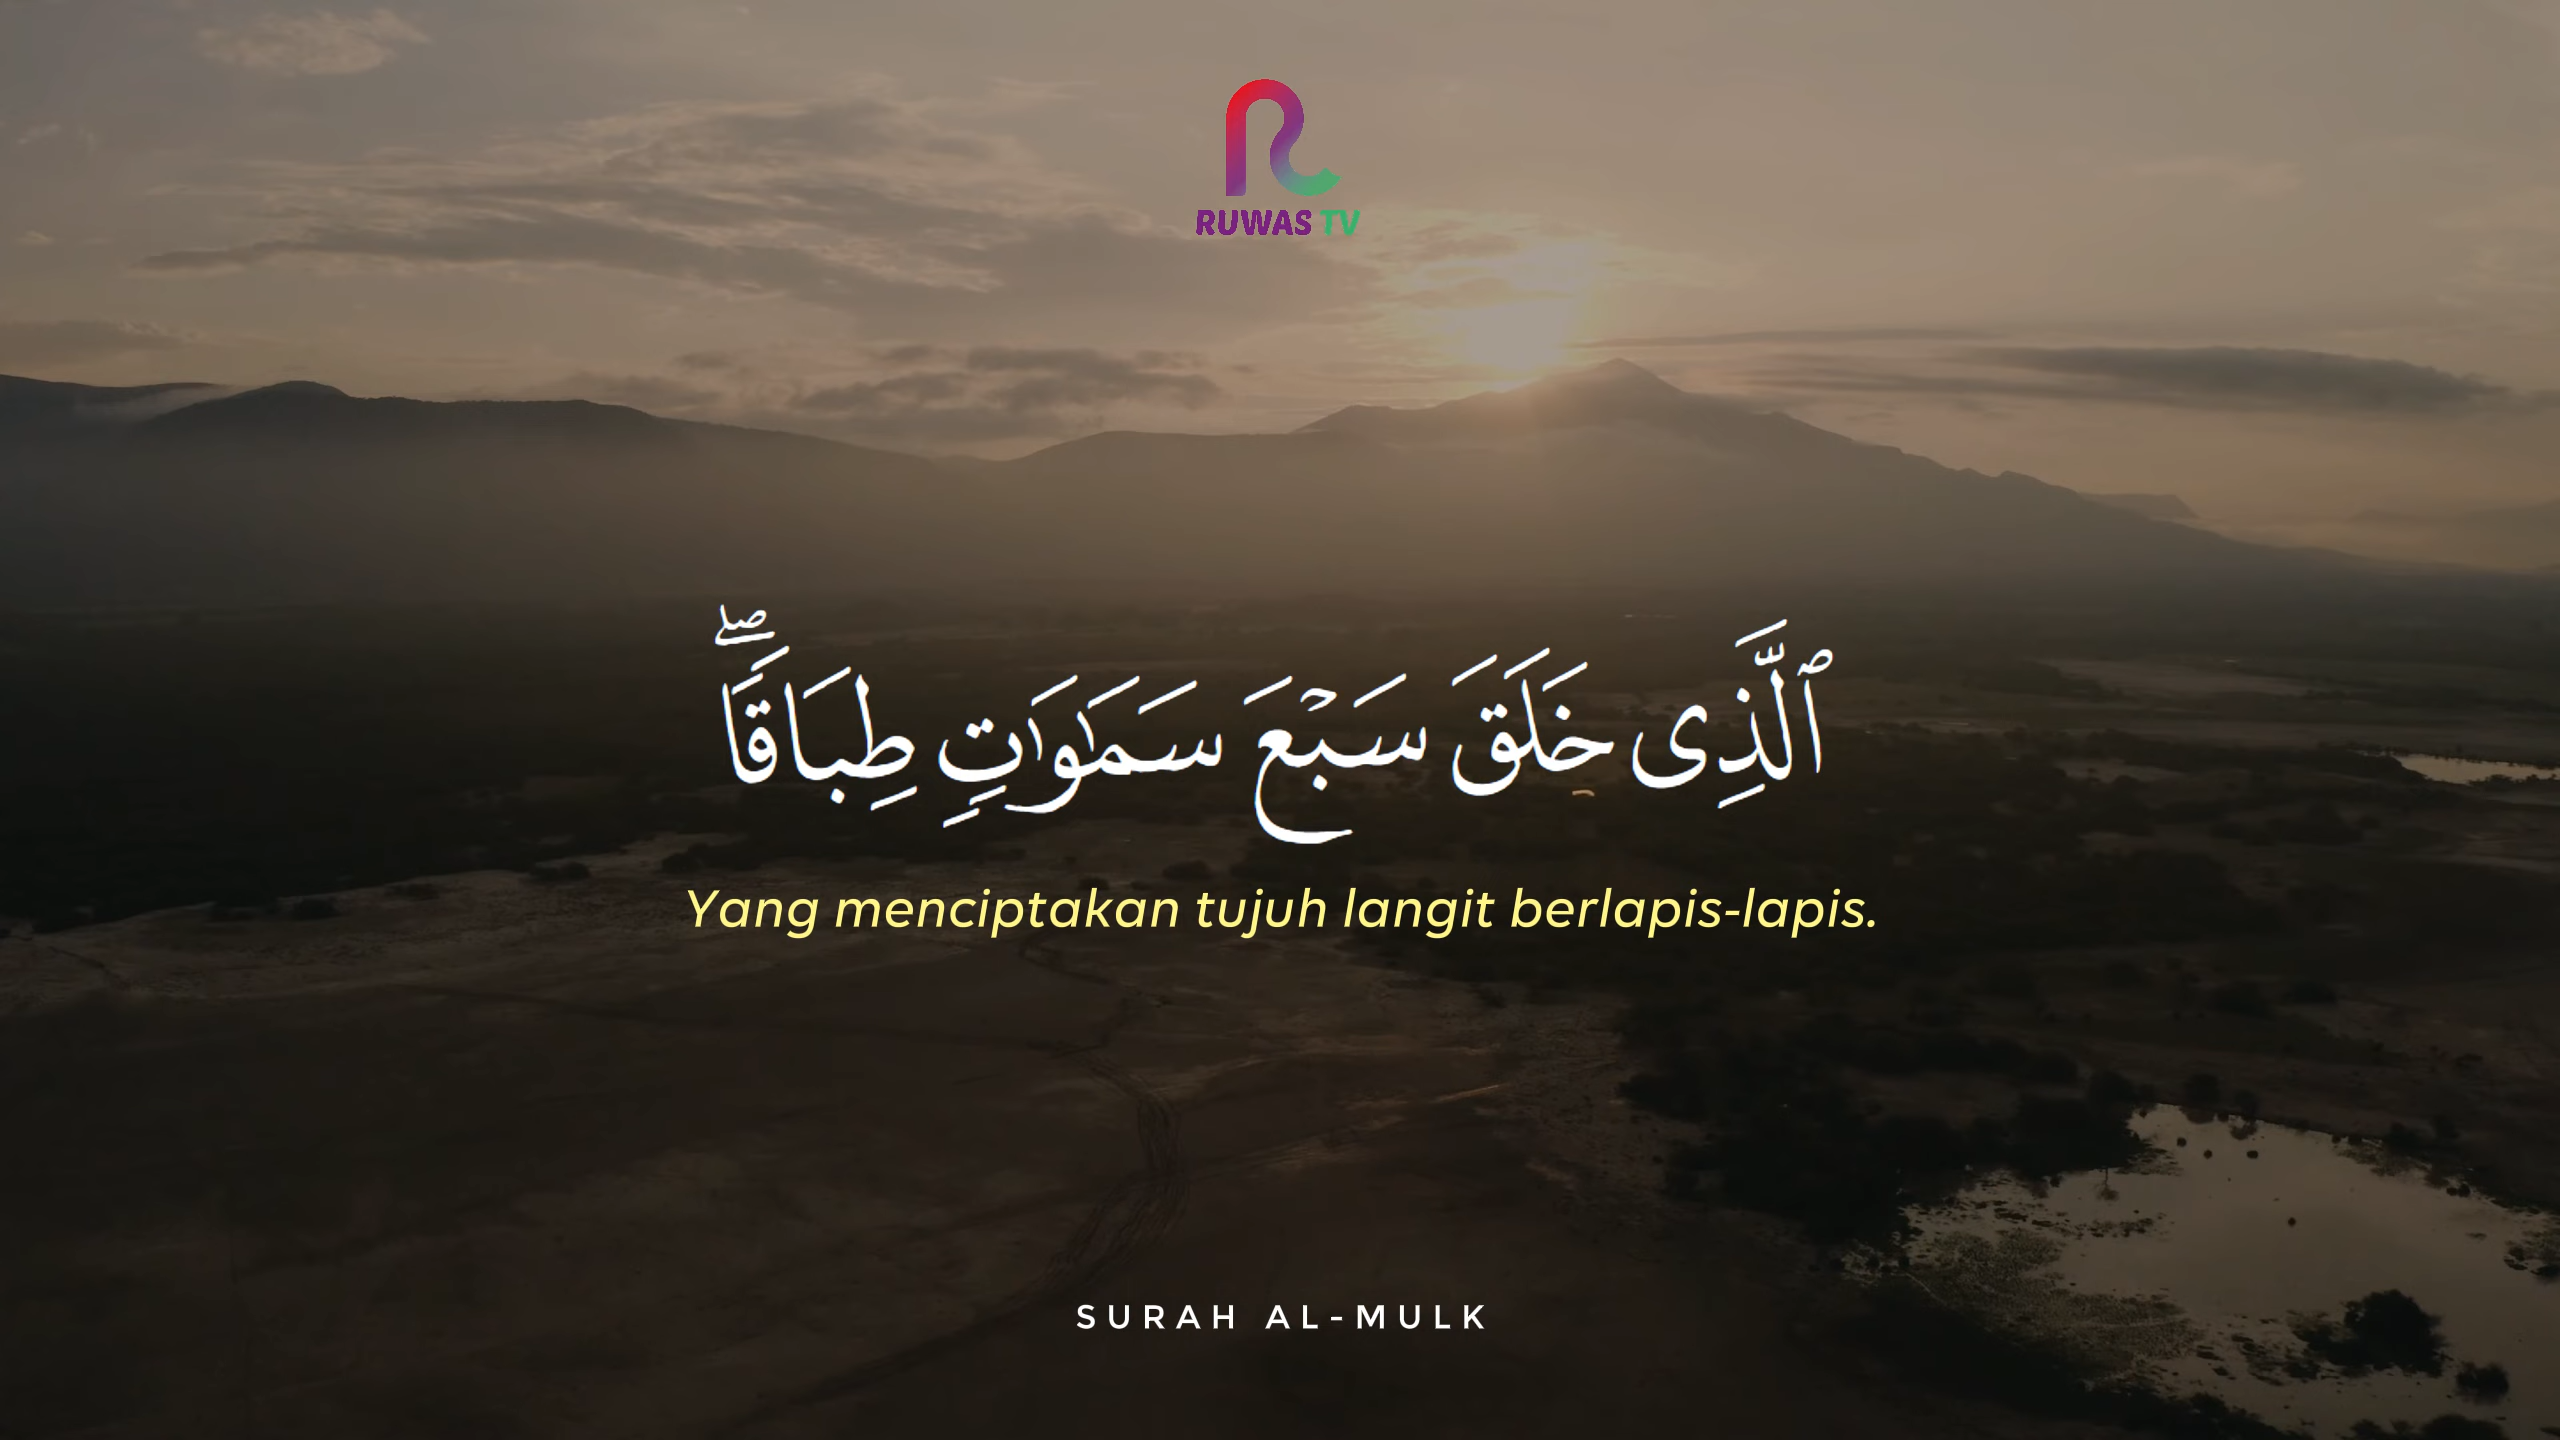 RUWAS TV
ٱلَّذِى خَلَقَ سَبْعَ سَمَٰوَٰتٍ طِبَاقًا ۖ
Yang menciptakan tujuh langit berlapis-lapis.
SURAH AL-MULK